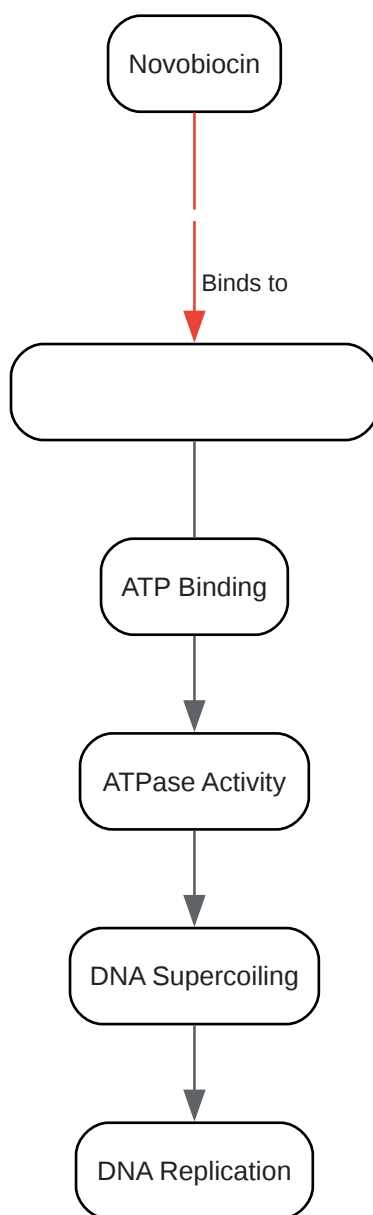 Novobiocin
Binds to
ATP Binding
ATPase Activity
DNA Supercoiling
DNA Replication